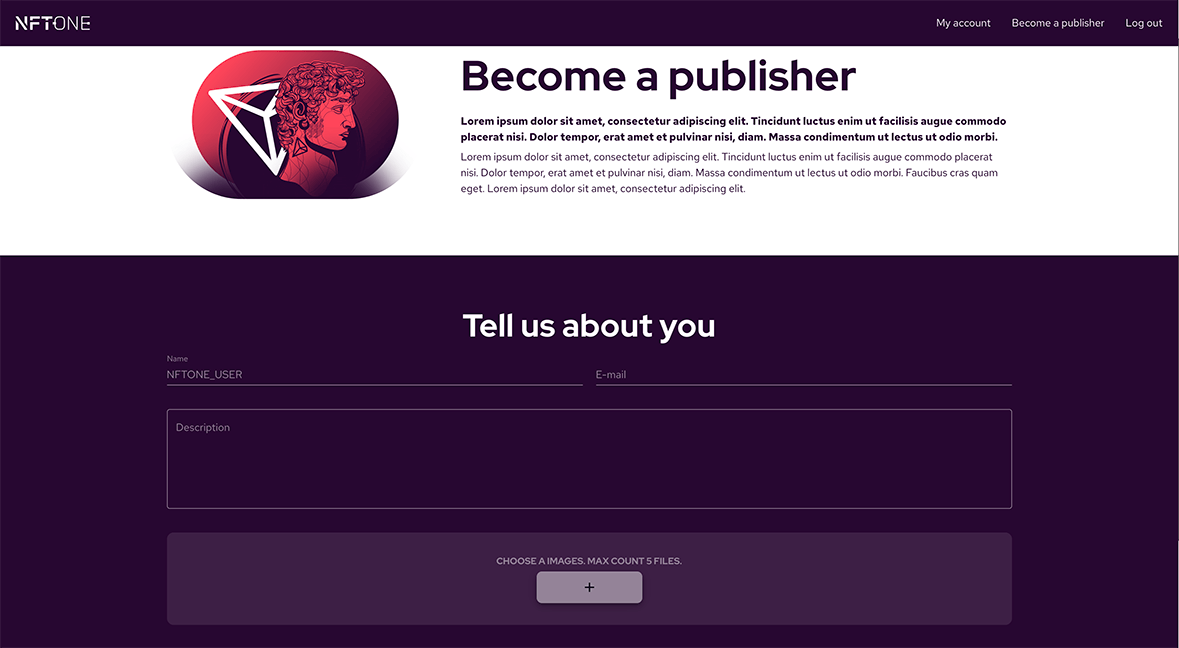 NFTONE
My account
Become a publisher
Log out
Become a publisher
Lorem ipsum dolor sit amet, consectetur adipiscing elit. Tincidunt luctus enim ut facilisis augue commodo
placerat nisi. Dolor tempor, erat amet et pulvinar nisi, diam. Massa condimentum ut lectus ut odio morbi.
Lorem ipsum dolor sit amet, consectetur adipiscing elit. Tincidunt luctus enim ut facilisis augue commodo placerat
nisi. Dolor tempor, erat amet et pulvinar nisi, diam. Massa condimentum ut lectus ut odio morbi. Faucibus cras quam
eget. Lorem ipsum dolor sit amet, consectetur adipiscing elit.
Tell us about you
Name
NFTONE_USER
E-mail
Description
CHOOSE A IMAGES. MAX COUNT 5 FILES.
+